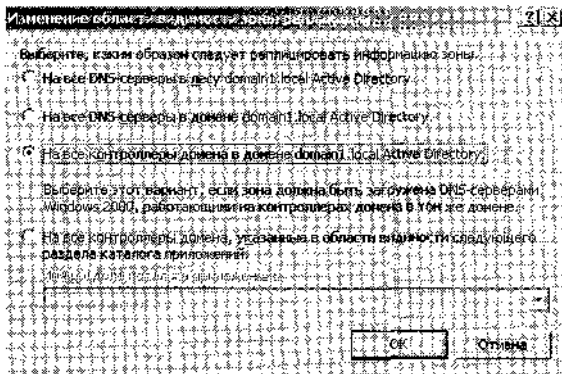 Изменение области видимости зоны репликации
Выберите, каким образом следует реплицировать информацию зоны.
На все DNS-серверы в лесу domain1.local Active Directory.
На все DNS-серверы в домене domain1.local Active Directory.
На все контроллеры домена в домене domain1.local Active Directory.
Выберите этот вариант, если зона должна быть загружена DNS-серверами
Windows 2000, работающими на контроллерах домена в том же домене.
На все контроллеры домена, указанные в области видимости следующего
раздела каталога приложений:
OK
Отмена